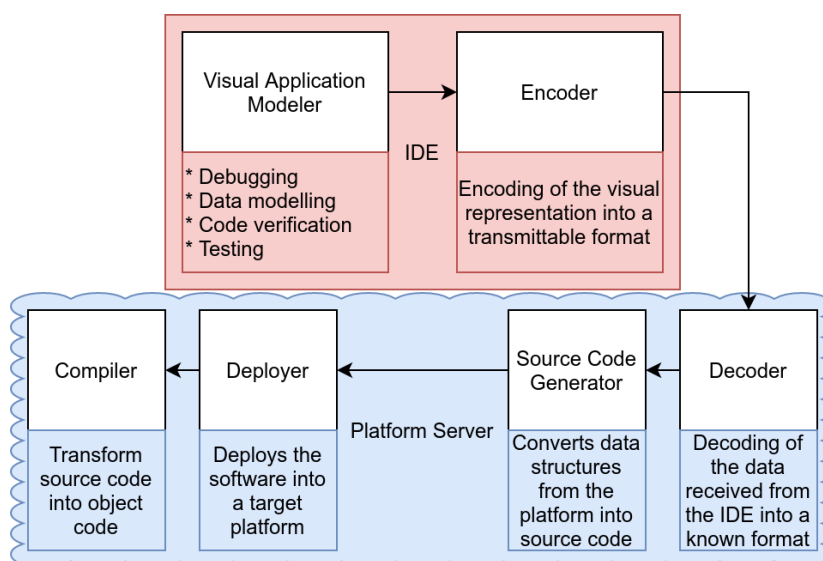 Visual Application
Modeler
* Debugging
* Data modelling
* Code verification
* Testing
IDE
Encoder
Encoding of the visual
representation into a
transmittable format
Compiler
Transform
source code
into object
code
Deployer
Deploys the
software into
a target
platform
Platform Server
Source Code
Generator
Converts data
structures
from the
platform into
source code
Decoder
Decoding of
the data
received from
the IDE into a
known format